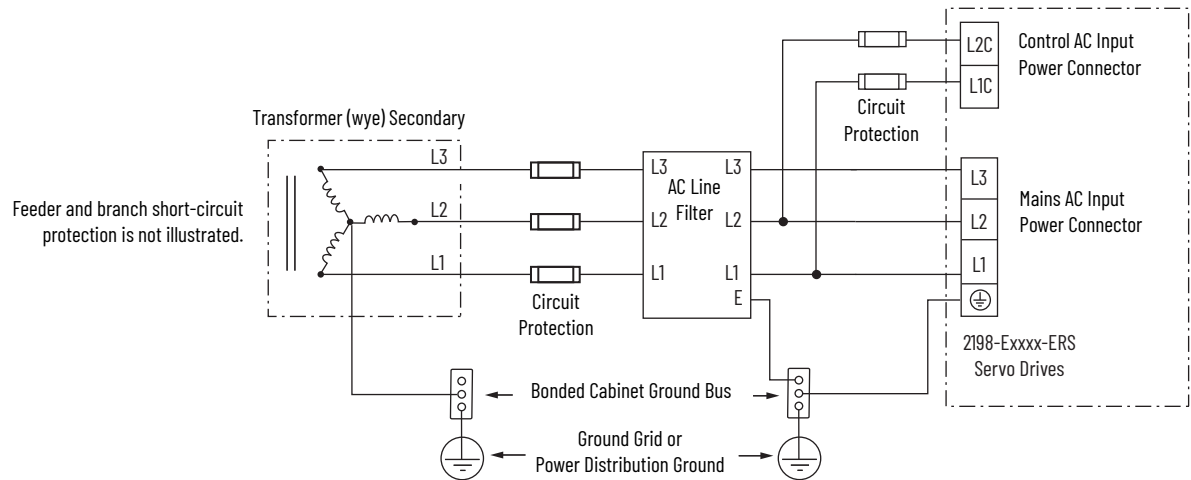 L2C
Control AC Input
Power Connector
L1C
Circuit
Protection
Transformer (wye) Secondary
L3
L2
L1
Feeder and branch short-circuit
protection is not illustrated.
Circuit
Protection
L3
L3
AC Line
Filter
L2
L2
L1
L1
E
L3
L2
L1
Mains AC Input
Power Connector
2198-Exxxx-ERS
Servo Drives
Bonded Cabinet Ground Bus
Ground Grid or
Power Distribution Ground